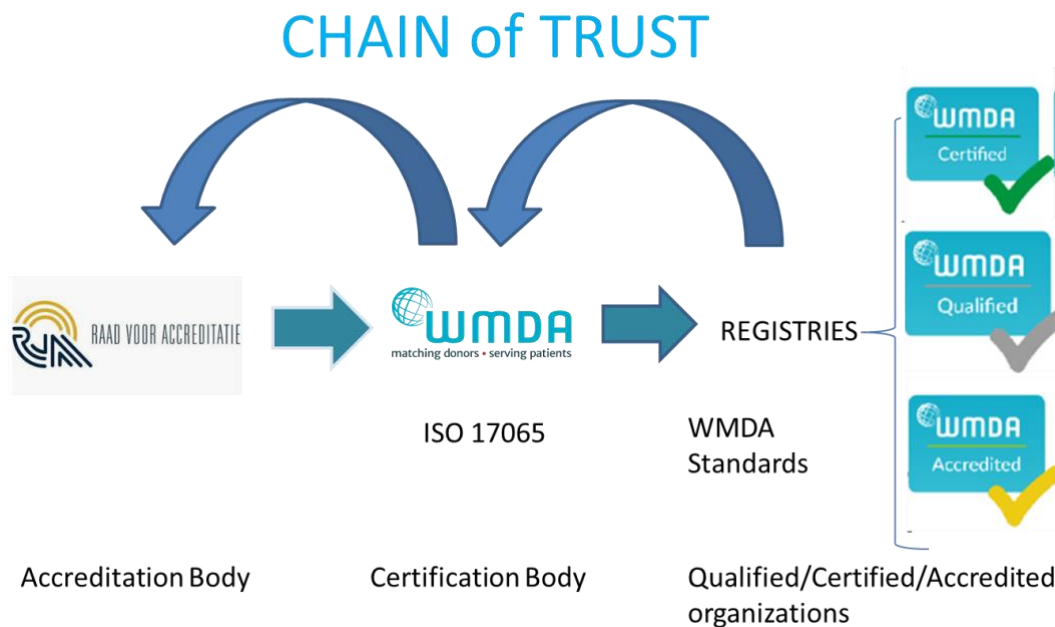 CHAIN of TRUST
WMDA
Certified
WMDA
Qualified
RvA
RAAD VOOR ACCREDITATIE
WMDA
matching donors • serving patients
REGISTRIES
WMDA
Accredited
ISO 17065
WMDA
Standards
Accreditation Body
Certification Body
Qualified/Certified/Accredited
organizations